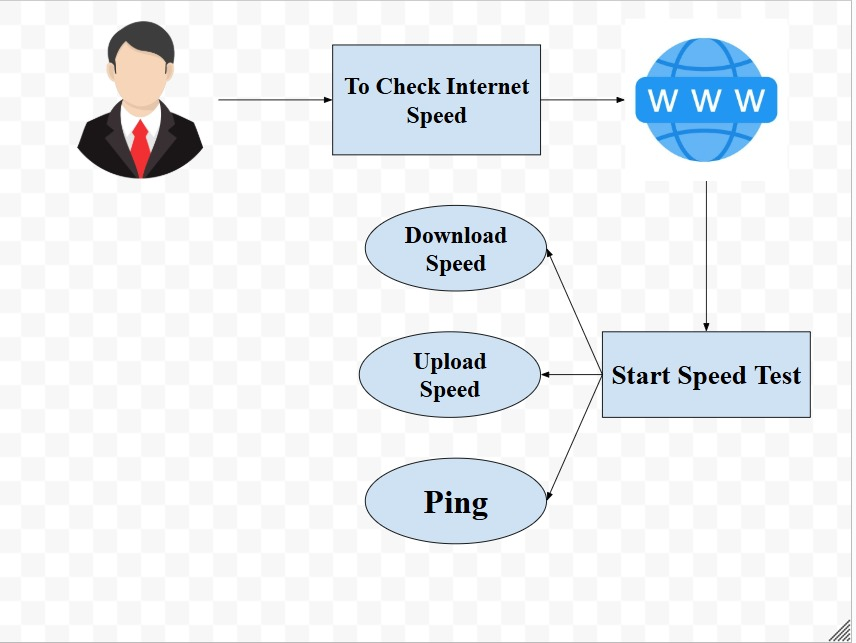 To Check Internet
Speed
W W W
Download
Speed
Upload
Speed
Start Speed Test
Ping